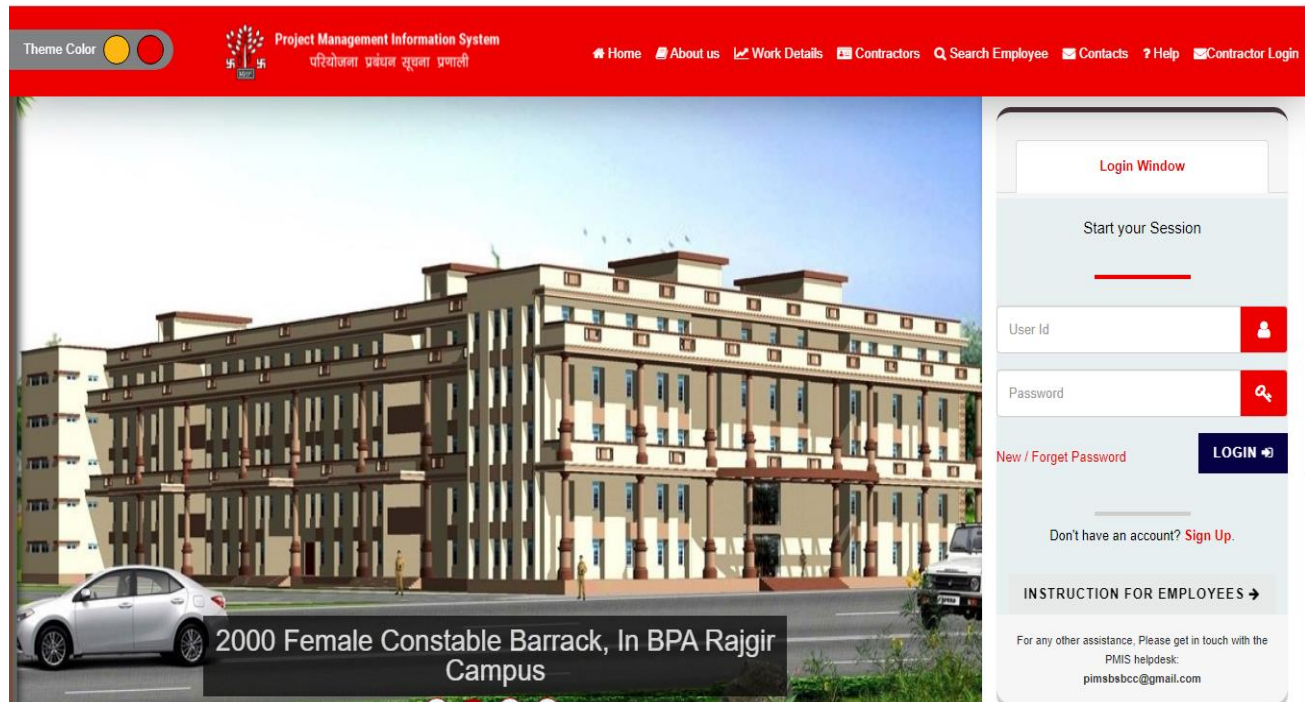 Theme Color
Project Management Information System
परियोजना प्रबंधन सूचना प्रणाली
Home About us Work Details Contractors Search Employee Contacts ? Help Contractor Login
Login Window
Start your Session
User Id
Password
New / Forget Password
LOGIN
Don't have an account? Sign Up.
INSTRUCTION FOR EMPLOYEES →
For any other assistance, Please get in touch with the
PMIS helpdesk:
pimsbsbcc@gmail.com
2000 Female Constable Barrack, In BPA Rajgir
Campus